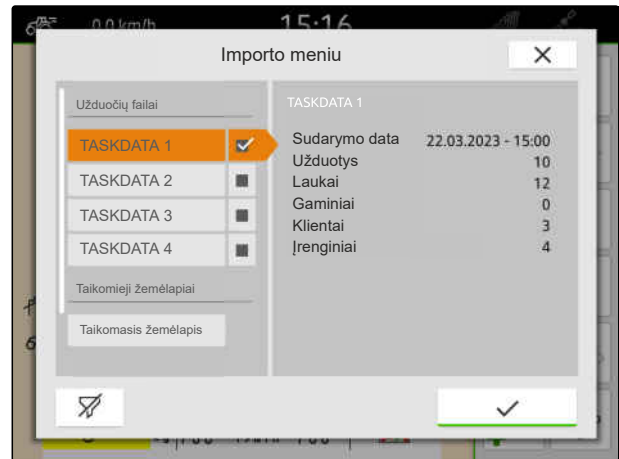 0.0 km/h
15:16
Importo meniu
Užduočių failai
TASKDATA 1
TASKDATA 2
TASKDATA 3
TASKDATA 4
Taikomieji žemėlapiai
Taikomasis žemėlapis
TASKDATA 1
Sudarymo data 22.03.2023 - 15:00
Užduotys 10
Laukai 12
Gaminiai 0
Klientai 3
Įrenginiai 4